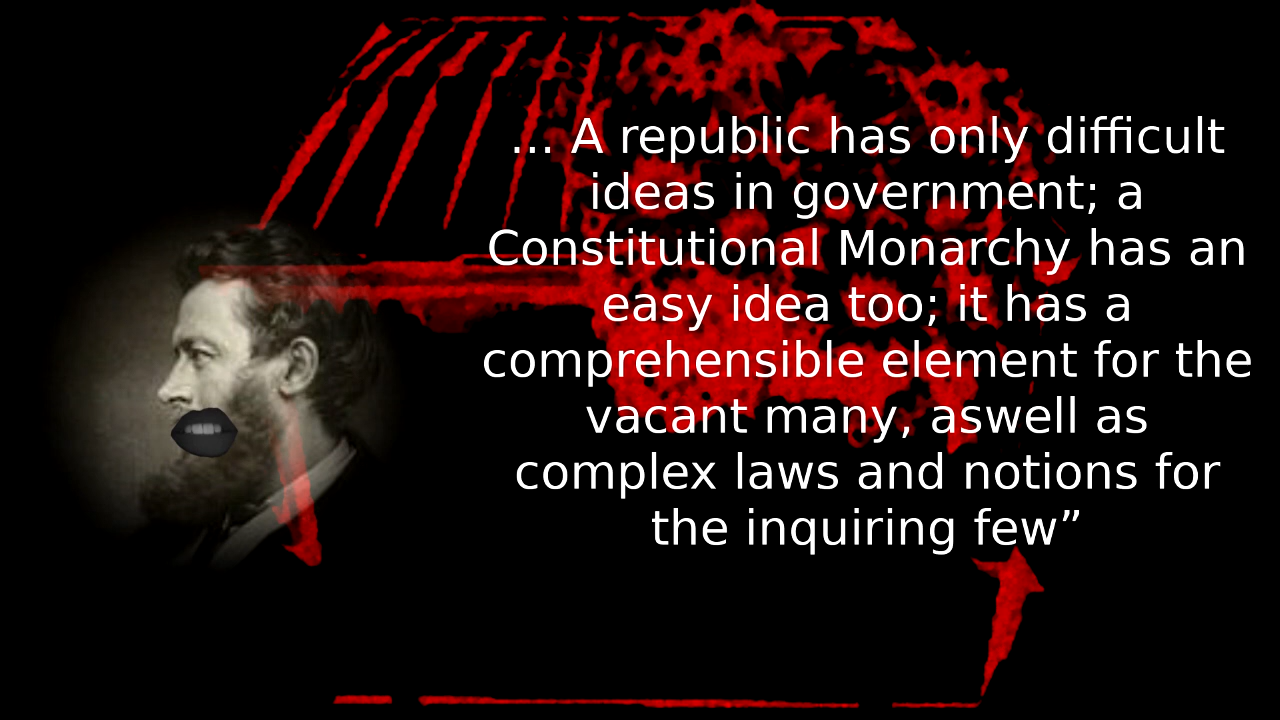 ... A republic has only difficult
ideas in government; a
Constitutional Monarchy has an
easy idea too; it has a
comprehensible element for the
vacant many, aswell as
complex laws and notions for
the inquiring few”